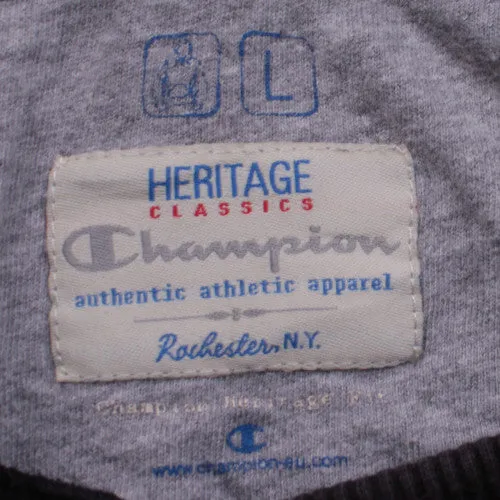 L
HERITAGE
CLASSICS
Champion
authentic athletic apparel
Rochester, N.Y.
www.champion-eu.com